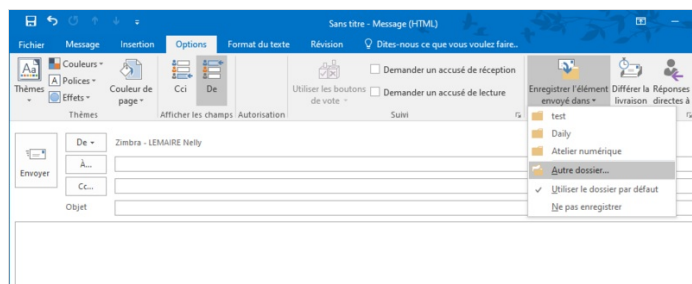 Sans titre - Message (HTML)
Fichier Message Insertion Options Format du texte Révision Dites-nous ce que vous voulez faire..
Aa Couleurs Polices Effets Thèmes
Couleur de page
Cci De
Utiliser les boutons de vote
Demander un accusé de réception
Demander un accusé de lecture
Enregistrer l'élément envoyé dans
Différer la livraison
Réponses directes à
Thèmes Afficher les champs Autorisation Suivi
test
Daily
Atelier numérique
Autre dossier...
Utiliser le dossier par défaut
Ne pas enregistrer
Envoyer
De Zimbra - LEMAIRE Nelly
À...
Cc...
Objet